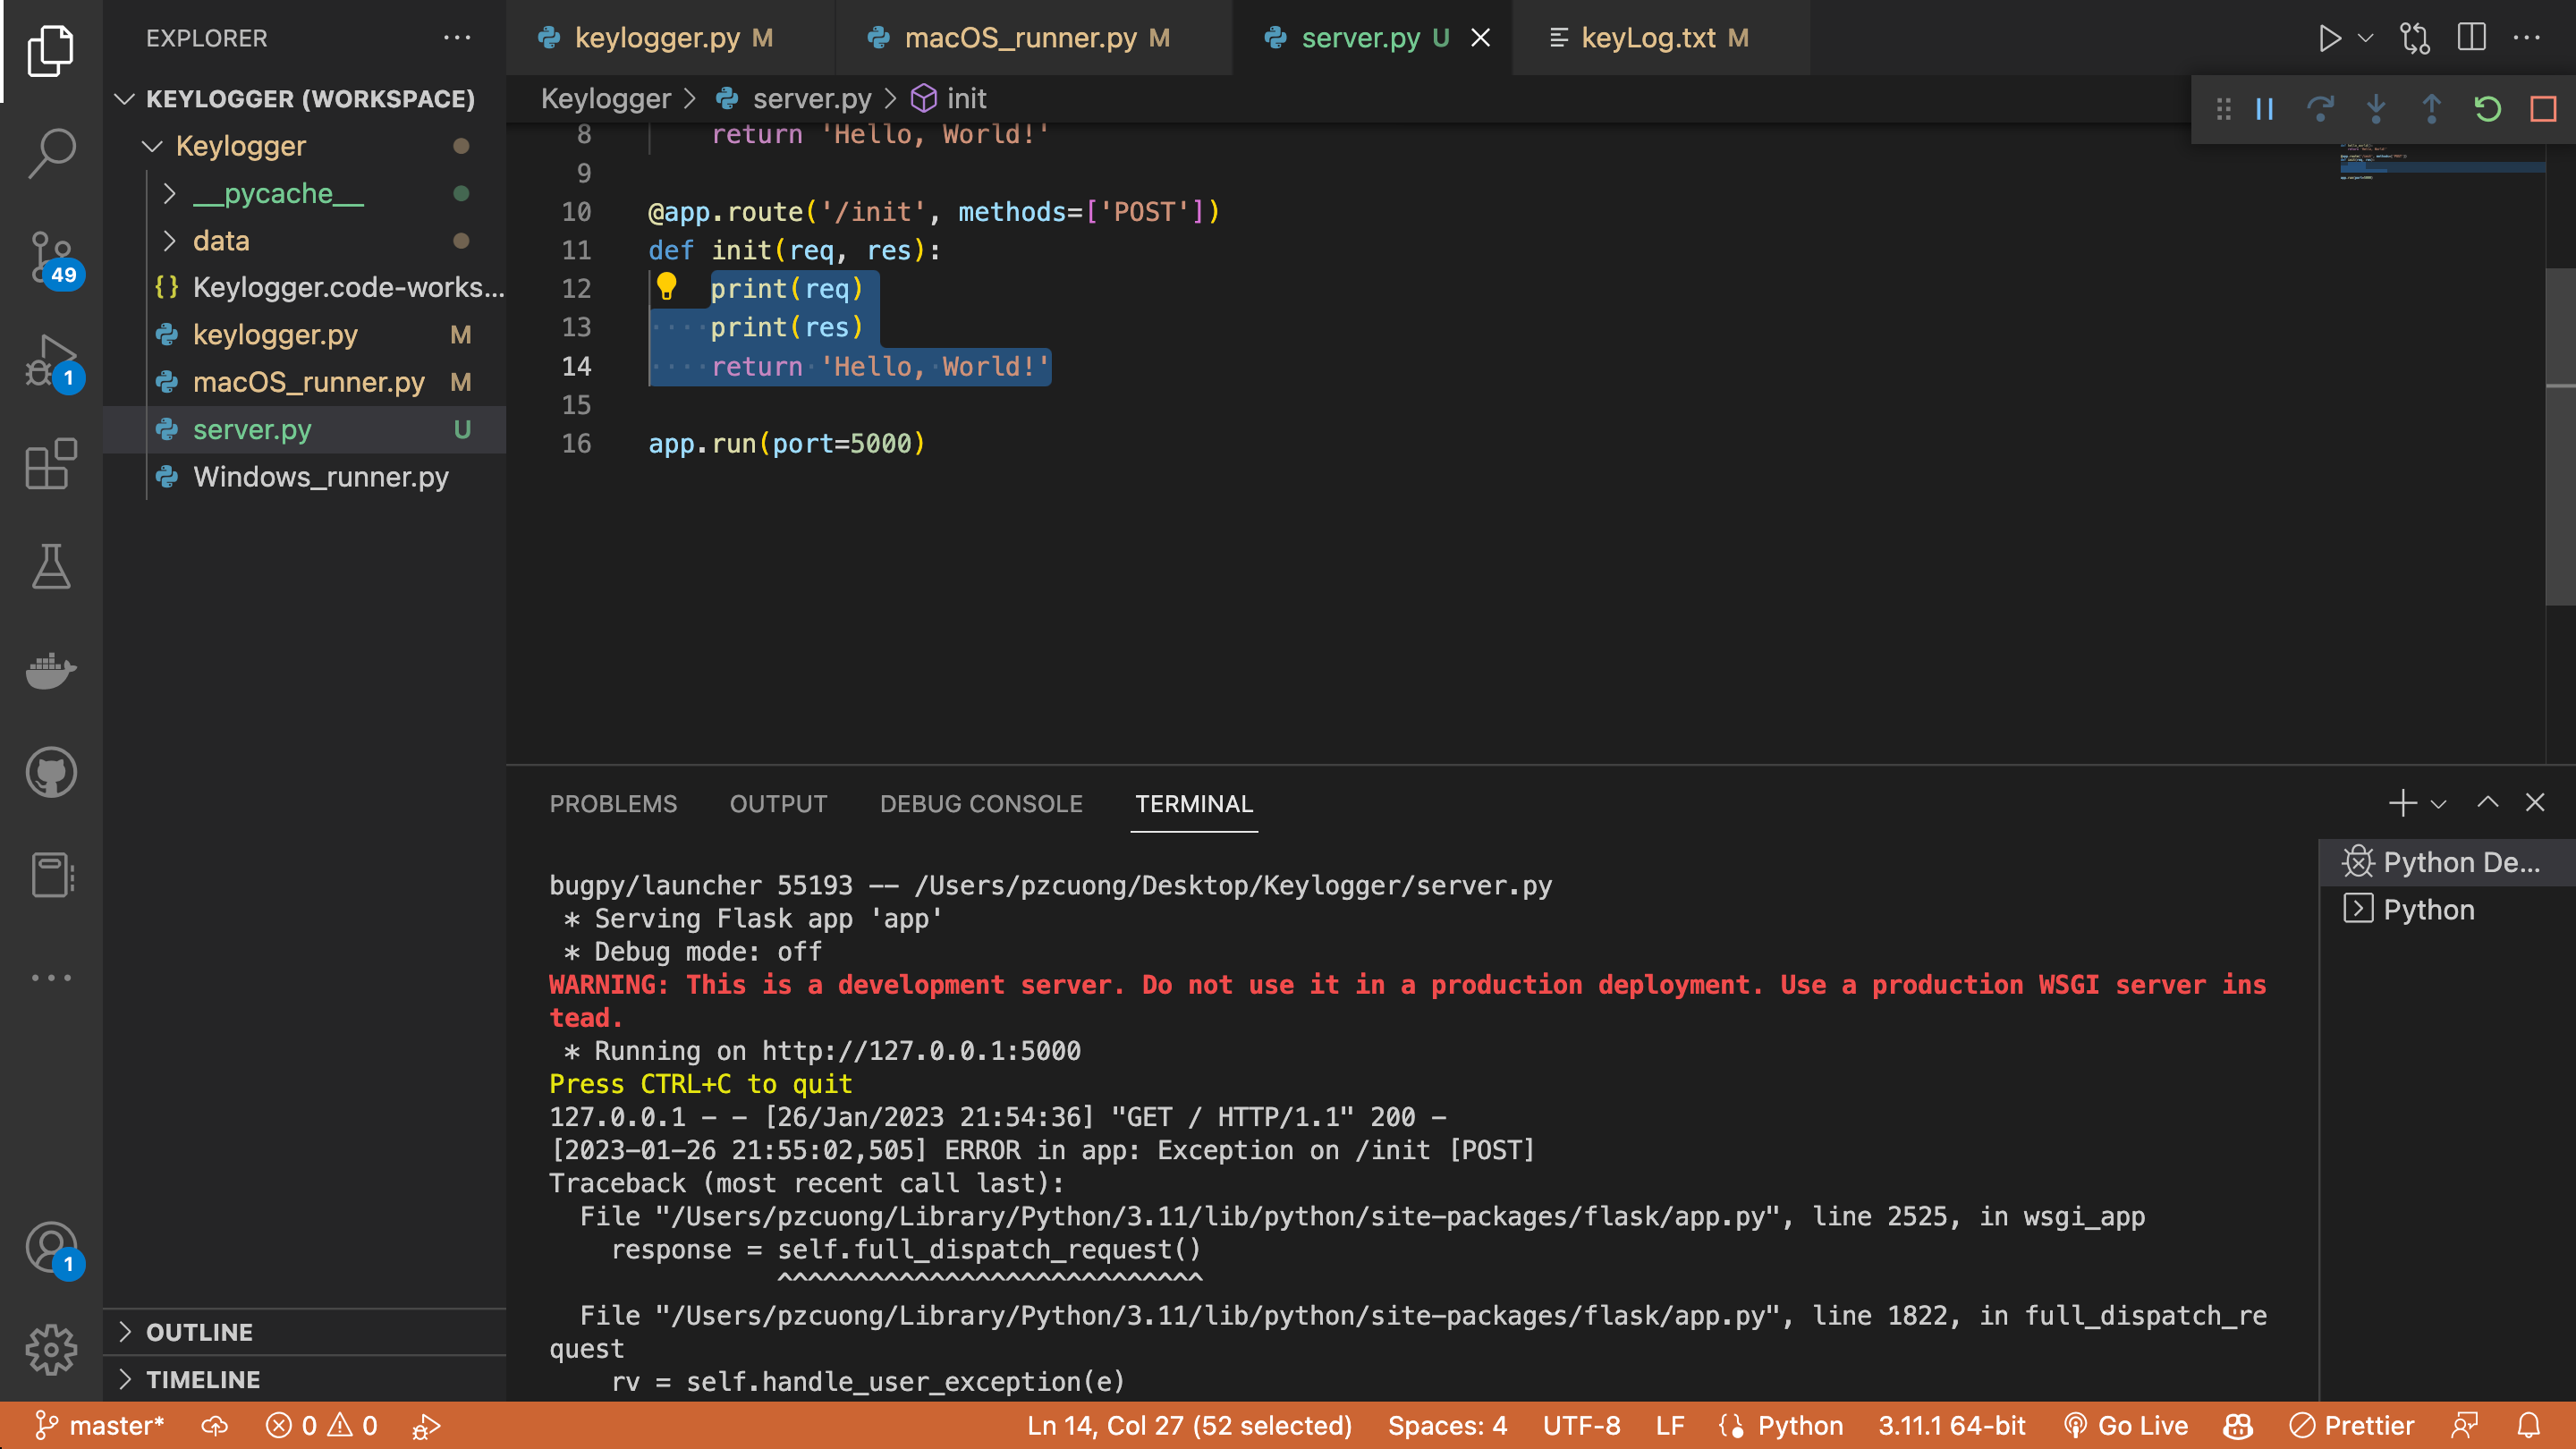 EXPLORER
KEYLOGGER (WORKSPACE)
Keylogger
__pycache__
data
{} Keylogger.code-works...
keylogger.py M
macOS_runner.py M
server.py U
Windows_runner.py
OUTLINE
TIMELINE
49
1
1
keylogger.py M
macOS_runner.py M
server.py U
keyLog.txt M
Keylogger > server.py > init
8 return 'Hello, World!'
9
10 @app.route('/init', methods=['POST'])
11 def init(req, res):
12 print(req)
13 print(res)
14 return 'Hello, World!'
15
16 app.run(port=5000)
PROBLEMS OUTPUT DEBUG CONSOLE TERMINAL
bugpy/launcher 55193 -- /Users/pzcuong/Desktop/Keylogger/server.py
* Serving Flask app 'app'
* Debug mode: off
WARNING: This is a development server. Do not use it in a production deployment. Use a production WSGI server ins
tead.
* Running on http://127.0.0.1:5000
Press CTRL+C to quit
127.0.0.1 - - [26/Jan/2023 21:54:36] "GET / HTTP/1.1" 200 -
[2023-01-26 21:55:02,505] ERROR in app: Exception on /init [POST]
Traceback (most recent call last):
File "/Users/pzcuong/Library/Python/3.11/lib/python/site-packages/flask/app.py", line 2525, in wsgi_app
response = self.full_dispatch_request()
^^^^^^^^^^^^^^^^^^^^^^^^^^^^
File "/Users/pzcuong/Library/Python/3.11/lib/python/site-packages/flask/app.py", line 1822, in full_dispatch_re
quest
rv = self.handle_user_exception(e)
Python De...
Python
master* 0 0 Ln 14, Col 27 (52 selected) Spaces: 4 UTF-8 LF Python 3.11.1 64-bit Go Live Prettier